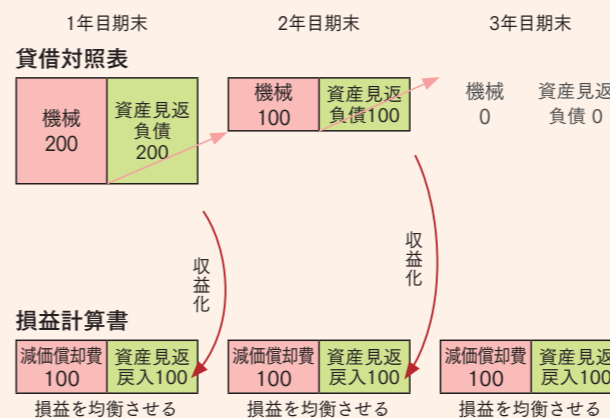 1年目期末
2年目期末
3年目期末
貸借対照表
機械
200
資産見返
負債
200
機械
100
資産見返
負債100
機械
0
資産見返
負債 0
収益化
収益化
損益計算書
減価償却費
100
資産見返
戻入100
減価償却費
100
資産見返
戻入100
減価償却費
100
資産見返
戻入100
損益を均衡させる
損益を均衡させる
損益を均衡させる